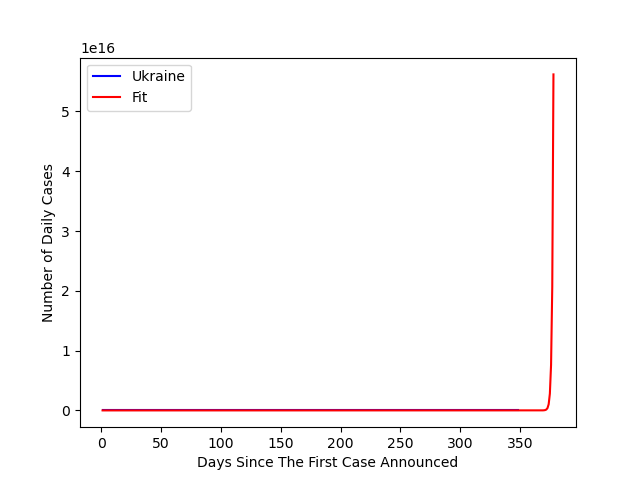 1e16
Ukraine
Fit
5
4
3
2
1
0
Number of Daily Cases
0 50 100 150 200 250 300 350
Days Since The First Case Announced